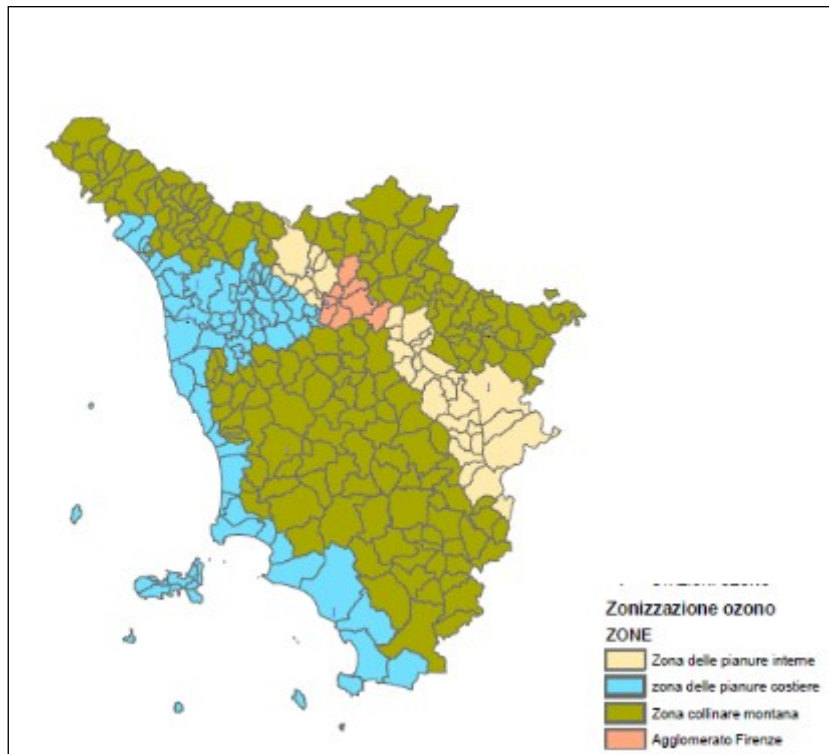 Zonizzazione ozono
ZONE
Zona delle pianure interne
zona delle pianure costiere
Zona collinare montana
Agglomerato Firenze